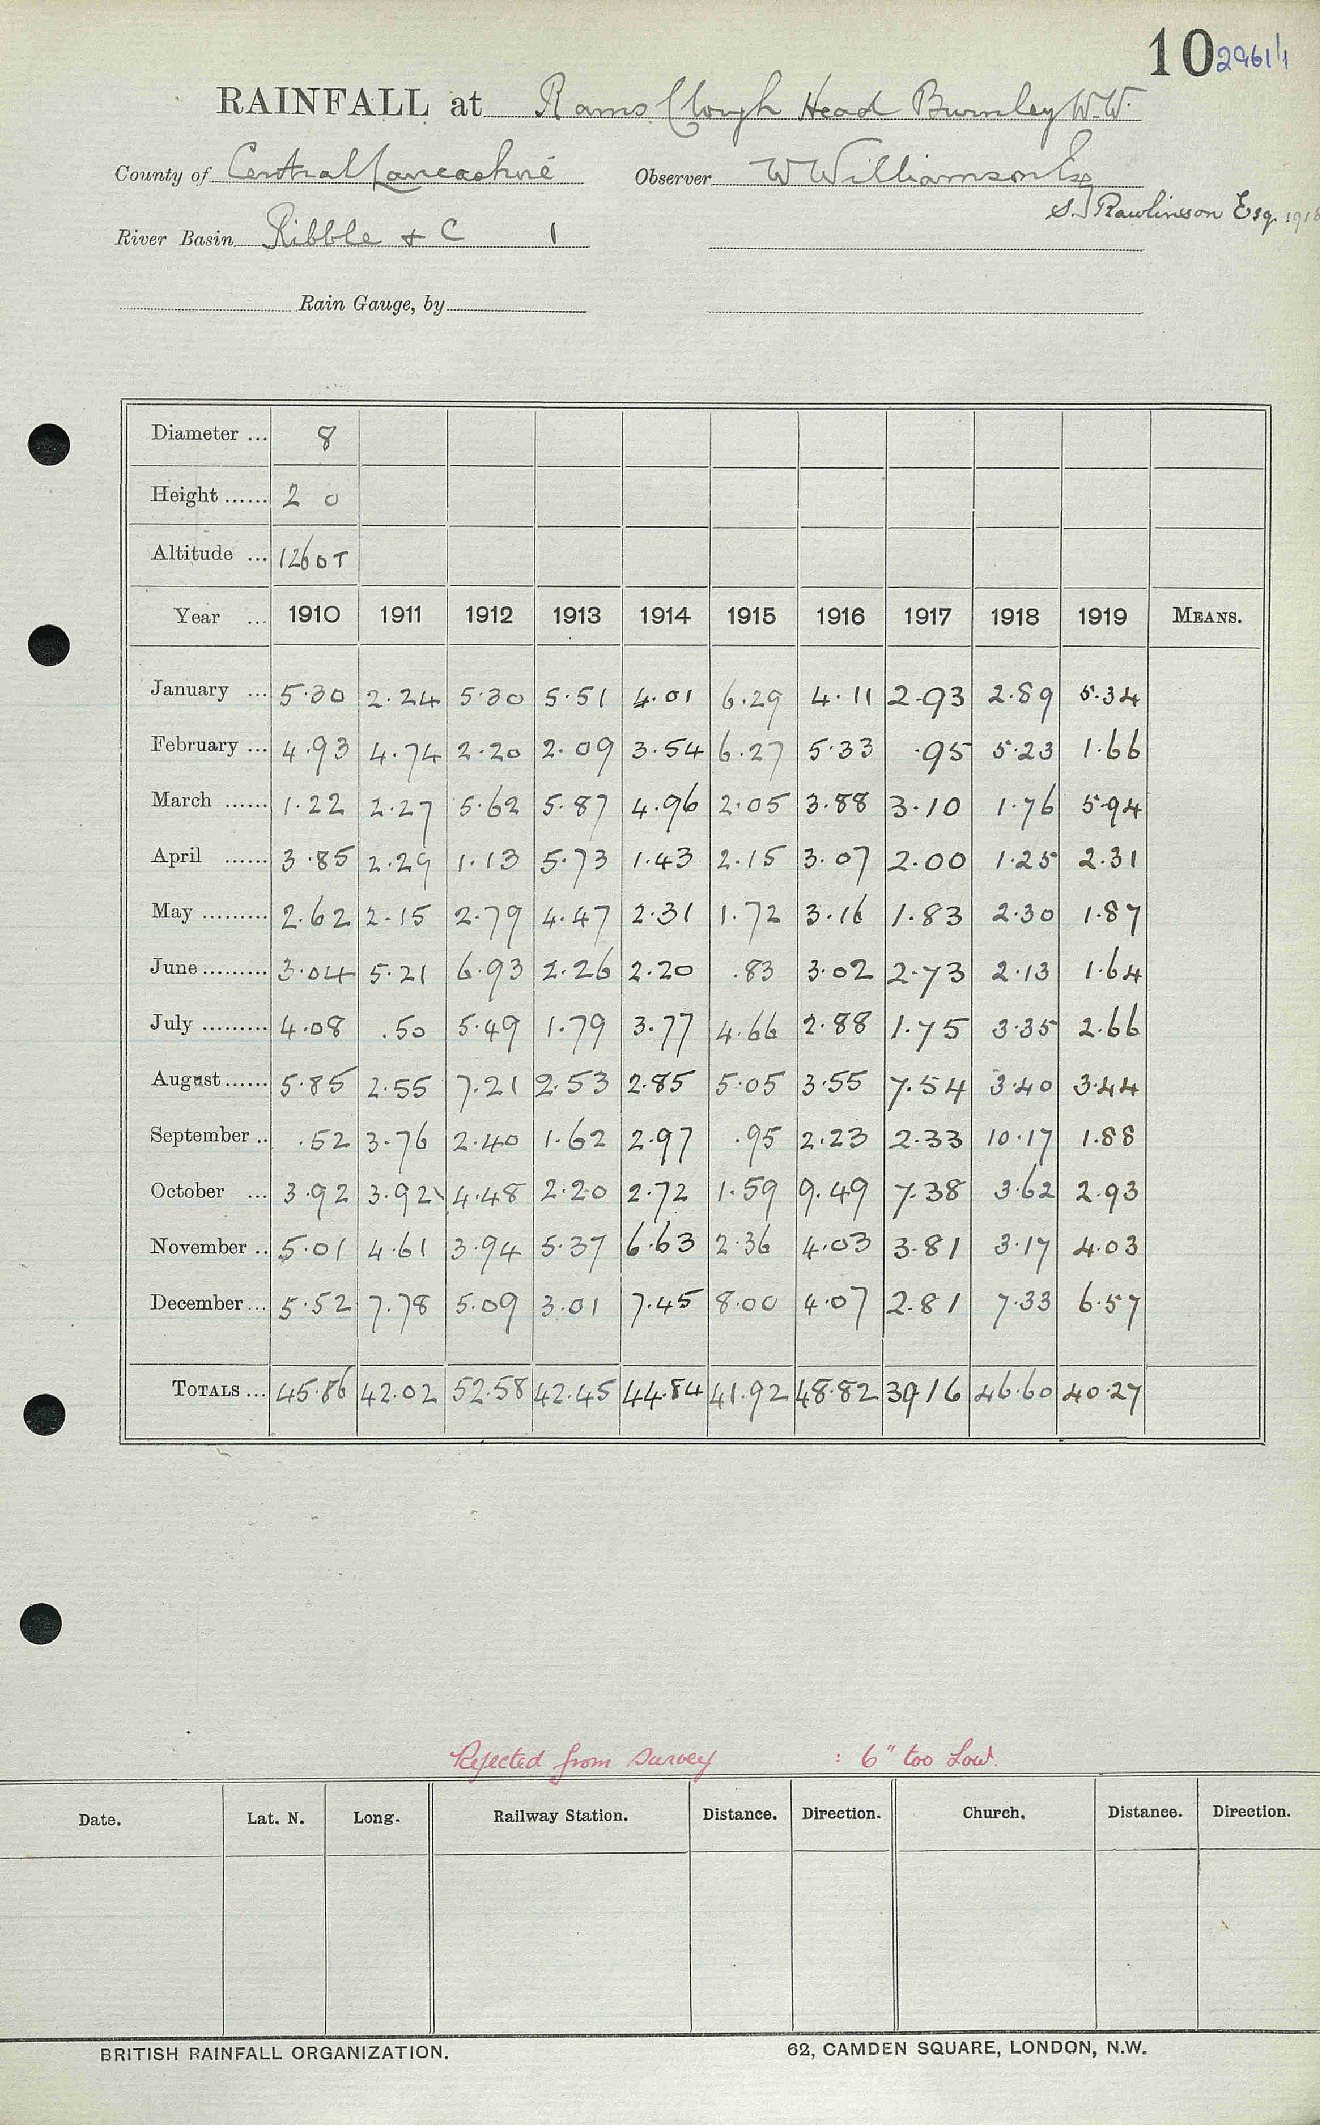 10 2961/1
RAINFALL at Rams Clough Head Burnley W.W.
County of Central Lancashire Observer W Williamson Esq
S. Rawlinson Esq 1918
River Basin Ribble + C 1
Rain Gauge, by
Diameter ... 8
Height ...... 2 0
Altitude ... 1260T
Year ... 1910 1911 1912 1913 1914 1915 1916 1917 1918 1919 MEANS.
January ... 5.30 2.24 5.30 5.51 4.01 6.29 4.11 2.93 2.89 5.34
February ... 4.93 4.74 2.20 2.09 3.54 6.27 5.33 .95 5.23 1.66
March ...... 1.22 2.27 5.62 5.87 4.96 2.05 3.88 3.10 1.76 5.94
April ...... 3.85 2.29 1.13 5.73 1.43 2.15 3.07 2.00 1.25 2.31
May ......... 2.62 2.15 2.79 4.47 2.31 1.72 3.16 1.83 2.30 1.87
June ......... 3.04 5.21 6.93 2.26 2.20 .83 3.02 2.73 2.13 1.64
July ......... 4.08 .50 5.49 1.79 3.77 4.66 2.88 1.75 3.35 2.66
August ...... 5.85 2.55 7.21 2.53 2.85 5.05 3.55 7.54 3.40 3.44
September .. .52 3.76 2.40 1.62 2.97 .95 2.23 2.33 10.17 1.88
October ... 3.92 3.92 4.48 2.20 2.72 1.59 9.49 7.38 3.62 2.93
November .. 5.01 4.61 3.94 5.37 6.63 2.36 4.03 3.81 3.17 4.03
December ... 5.52 7.78 5.09 3.01 7.45 8.00 4.07 2.81 7.33 6.57
TOTALS ... 45.86 42.02 52.58 42.45 44.84 41.92 48.82 39.16 46.60 40.27
Rejected from Survey : 6" too Low.
Date. Lat. N. Long. Railway Station. Distance. Direction. Church. Distance. Direction.
BRITISH RAINFALL ORGANIZATION. 62, CAMDEN SQUARE, LONDON, N.W.